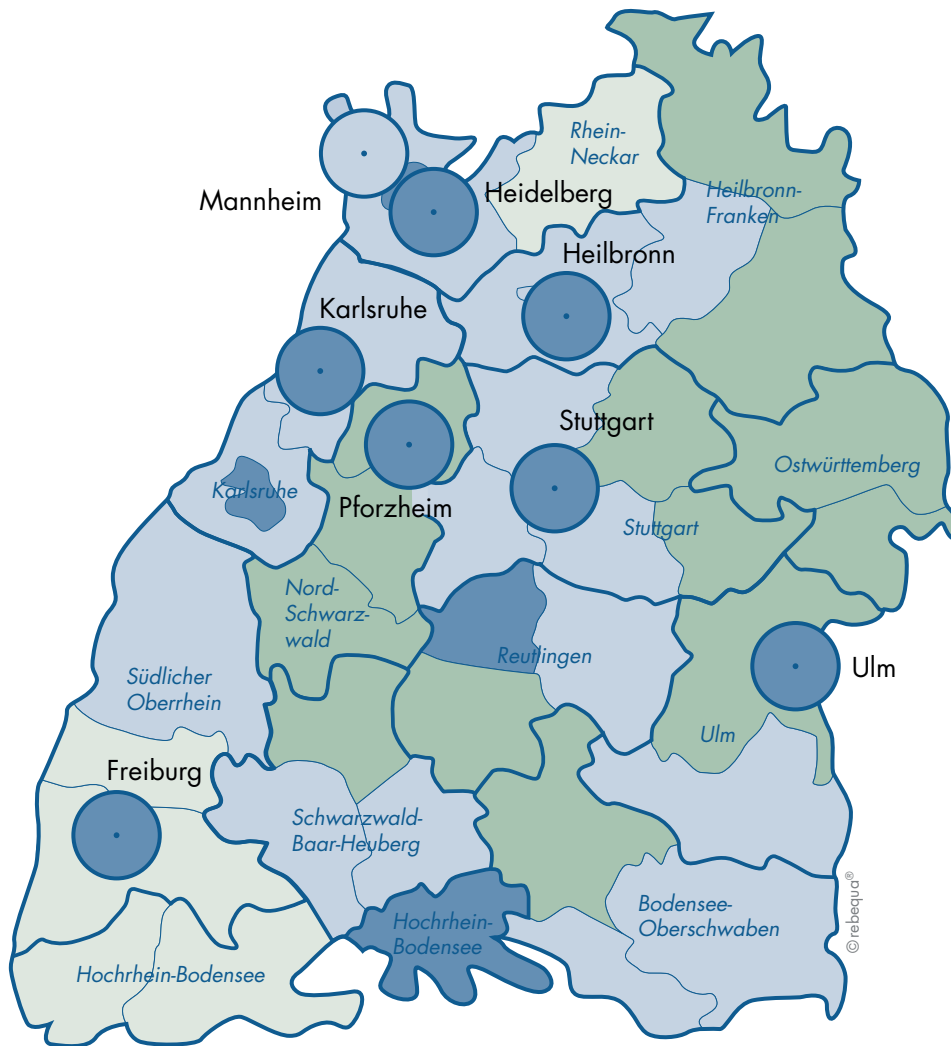 Rhein-
Neckar
Mannheim
Heidelberg
Heilbronn-
Franken
Heilbronn
Karlsruhe
Stuttgart
Ostwürttemberg
Karlsruhe
Pforzheim
Stuttgart
Nord-
Schwarz-
wald
Reutlingen
Südlicher
Oberrhein
Ulm
Ulm
Freiburg
Schwarzwald-
Baar-Heuberg
Hochrhein-
Bodensee
Bodensee-
Oberschwaben
Hochrhein-Bodensee
©rebequa®